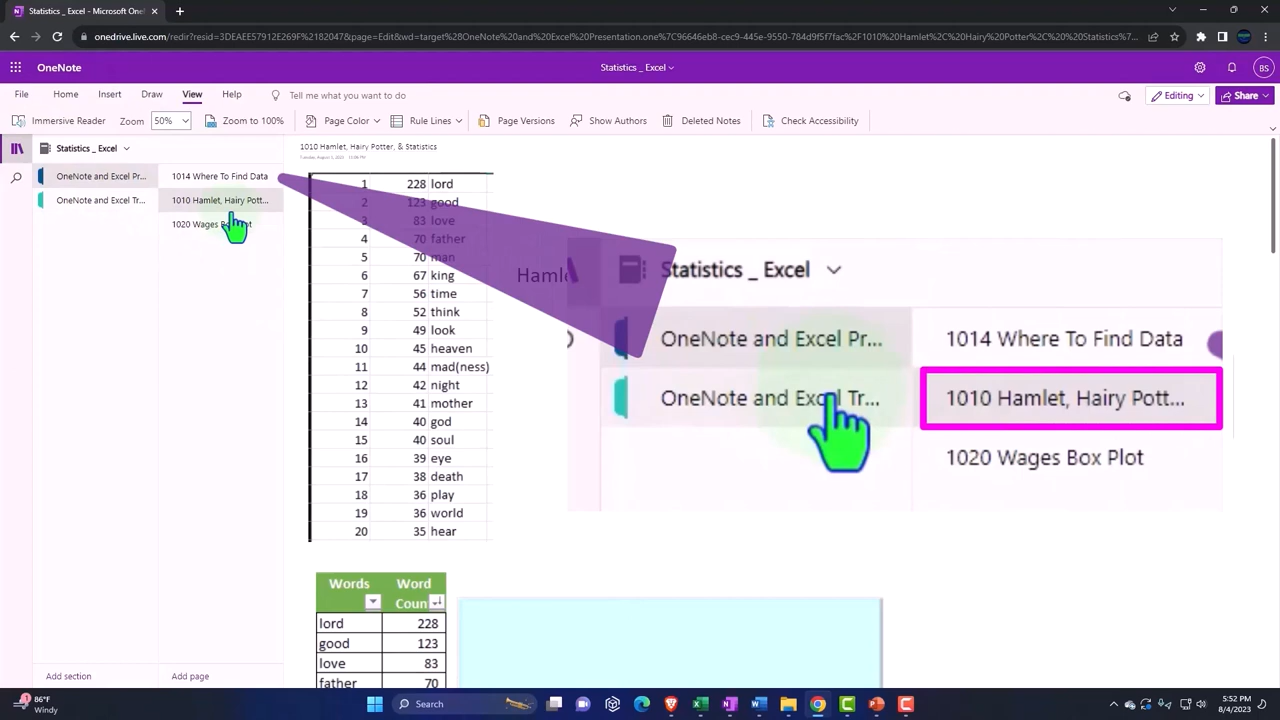 Statistics _ Excel
onedrive.live.com/redir?resid=3DEAEE57912E269F%2182047&page=Edit&wd=target%28OneNote%20and%20Excel%20Presentation.one%7C96646eb8-cec9-445e-9550-784d9f5f7fac%2F1010%20Hamlet%2C%20Hairy%20Potter%2C%20%20Statistics%7...
BS
OneNote
Statistics _ Excel
File Home Insert Draw View Help Tell me what you want to do
Editing
Share
Immersive Reader Zoom 50% Zoom to 100% Page Color Rule Lines Page Versions Show Authors Deleted Notes Check Accessibility
Statistics _ Excel
OneNote and Excel Pr...
OneNote and Excel Tr...
1014 Where To Find Data
1010 Hamlet, Hairy Pott...
1020 Wages Box Plot
Add section
Add page
1010 Hamlet, Hairy Potter, & Statistics
Tuesday, August 1, 2023
1 228 lord
2 123 good
3 83 love
4 70 father
5 70 man
6 67 king
7 56 time
8 52 think
9 49 look
10 45 heaven
11 44 mad(ness)
12 42 night
13 41 mother
14 40 god
15 40 soul
16 39 eye
17 38 death
18 36 play
19 36 world
20 35 hear
Statistics _ Excel
OneNote and Excel Pr...
OneNote and Excel Tr...
1014 Where To Find Data
1010 Hamlet, Hairy Pott...
1020 Wages Box Plot
Words Word
Coun
lord 228
good 123
love 83
father 70
86°F
Windy
Search
5:52 PM
8/4/2023